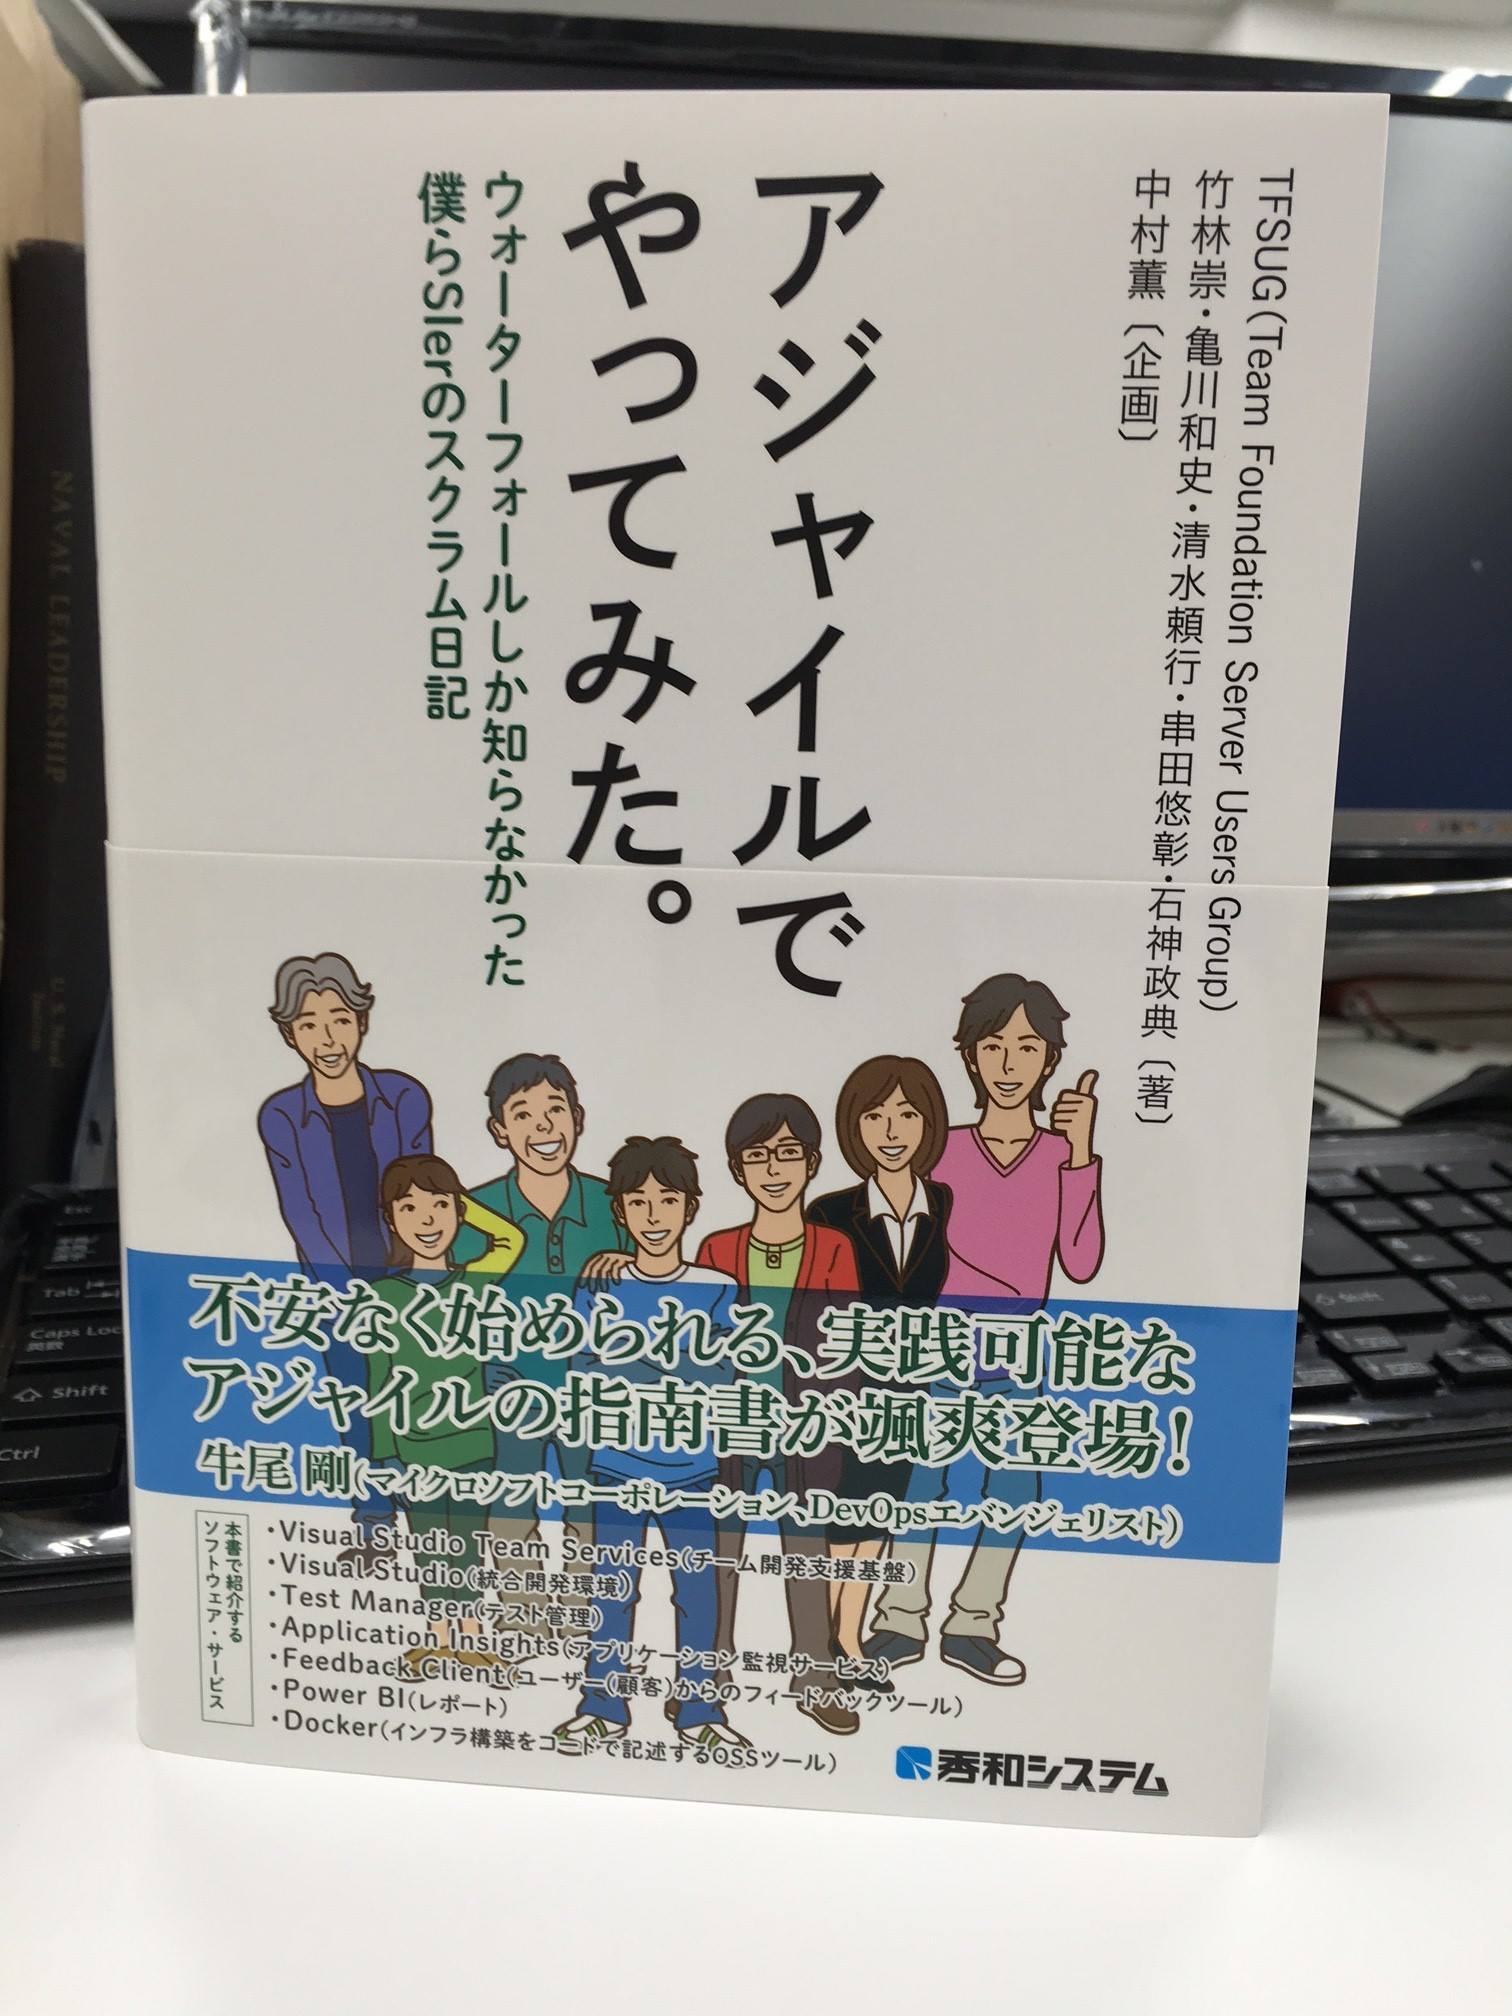 TFSUG(Team Foundation Server Users Group)
竹林崇・亀川和史・清水頼行・串田悠彰・石神政典〔著〕
中村薫〔企画〕
アジャイルで
やってみた。
ウォーターフォールしか知らなかった
僕らSIerのスクラム日記
不安なく始められる、実践可能な
アジャイルの指南書が颯爽登場!
牛尾 剛(マイクロソフトコーポレーション、DevOpsエバンジェリスト)
本書で紹介する
ソフトウェア・サービス
・Visual Studio Team Services(チーム開発支援基盤)
・Visual Studio(統合開発環境)
・Test Manager(テスト管理)
・Application Insights(アプリケーション監視サービス)
・Feedback Client(ユーザー(顧客)からのフィードバックツール)
・Power BI(レポート)
・Docker(インフラ構築をコードで記述するOSSツール)
秀和システム
NAVAL LEADERSHIP
Esc
Tab
Caps Loc
英数
Shift
Ctrl
Shift